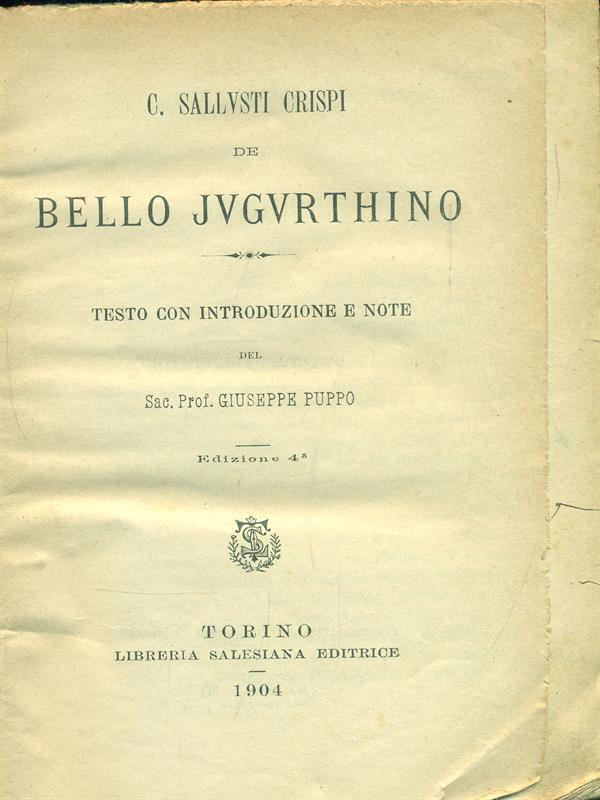 C. SALLVSTI CRISPI
DE
BELLO JVGVRTHINO
TESTO CON INTRODUZIONE E NOTE
DEL
Sac. Prof. GIUSEPPE PUPPO
Edizione 4ª
TORINO
LIBRERIA SALESIANA EDITRICE
1904